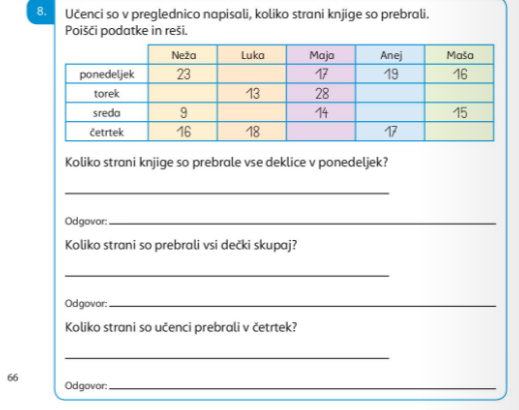 8. Učenci so v preglednico napisali, koliko strani knjige so prebrali.
Poišči podatke in reši.
Neža Luka Maja Anej Maša
ponedeljek 23 17 19 16
torek 13 28
sreda 9 14 15
četrtek 16 18 17
Koliko strani knjige so prebrale vse deklice v ponedeljek?
Odgovor:
Koliko strani so prebrali vsi dečki skupaj?
Odgovor:
Koliko strani so učenci prebrali v četrtek?
66
Odgovor: